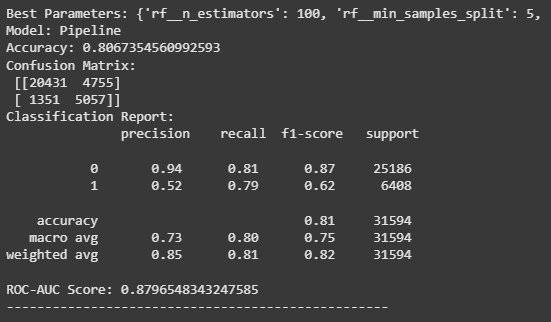 Best Parameters: {'rf__n_estimators': 100, 'rf__min_samples_split': 5,
Model: Pipeline
Accuracy: 0.8067354560992593
Confusion Matrix:
 [[20431  4755]
 [ 1351  5057]]
Classification Report:
              precision    recall  f1-score   support

           0       0.94      0.81      0.87     25186
           1       0.52      0.79      0.62      6408

    accuracy                           0.81     31594
   macro avg       0.73      0.80      0.75     31594
weighted avg       0.85      0.81      0.82     31594

ROC-AUC Score: 0.8796548343247585
--------------------------------------------------